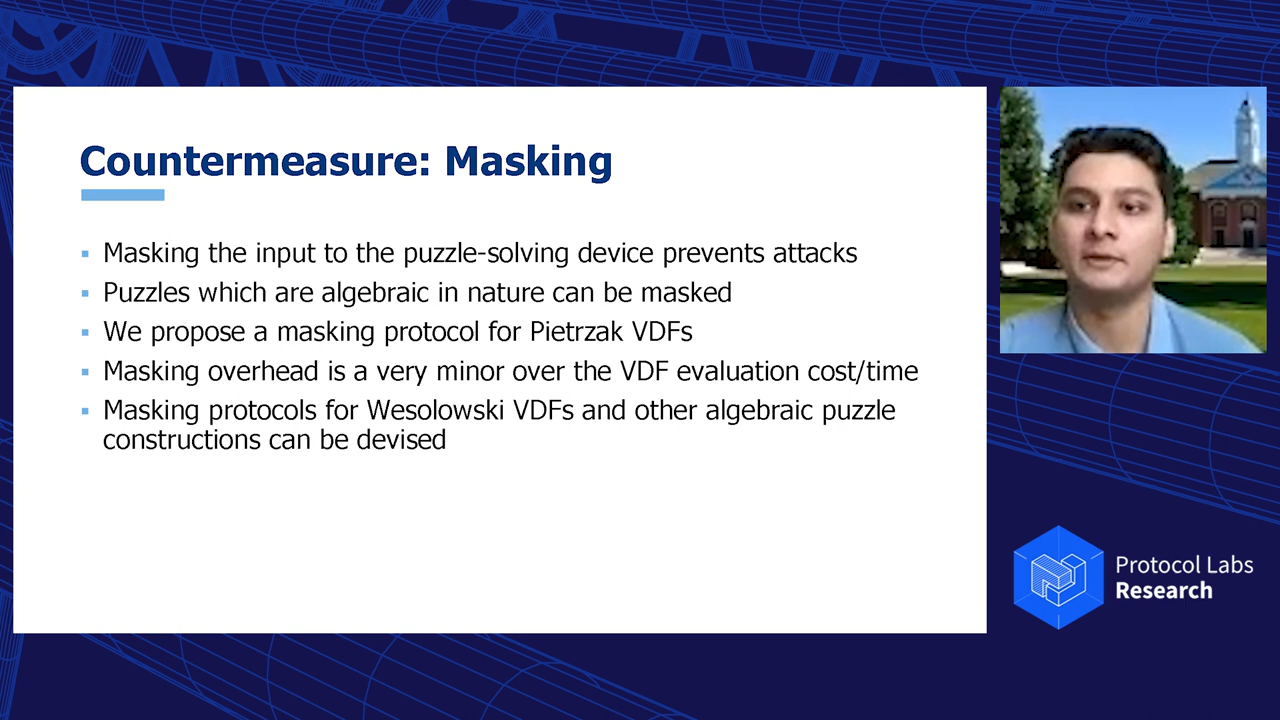 Countermeasure: Masking
▪ Masking the input to the puzzle-solving device prevents attacks
▪ Puzzles which are algebraic in nature can be masked
▪ We propose a masking protocol for Pietrzak VDFs
▪ Masking overhead is a very minor over the VDF evaluation cost/time
▪ Masking protocols for Wesolowski VDFs and other algebraic puzzle
constructions can be devised
Protocol Labs
Research